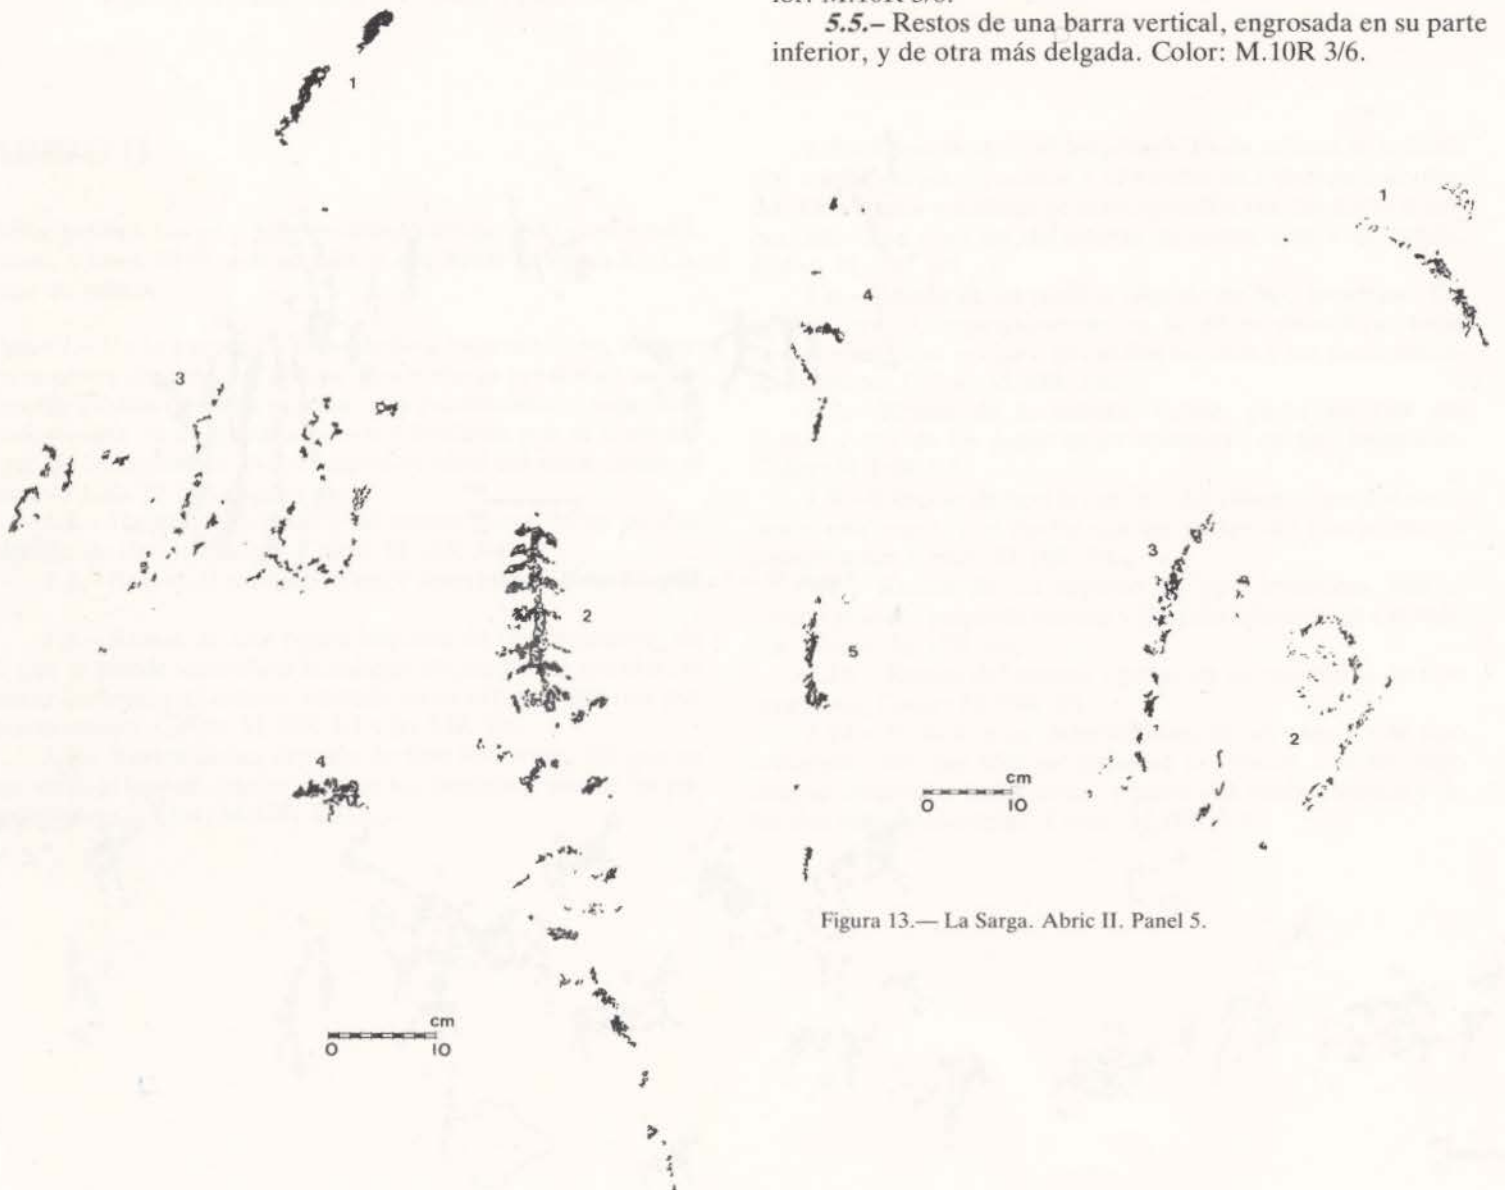 5.5.– Restos de una barra vertical, engrosada en su parte
inferior, y de otra más delgada. Color: M.10R 3/6.
1
3
2
4
cm
0 10
4
5
1
3
2
cm
0 10
Figura 13.— La Sarga. Abric II. Panel 5.